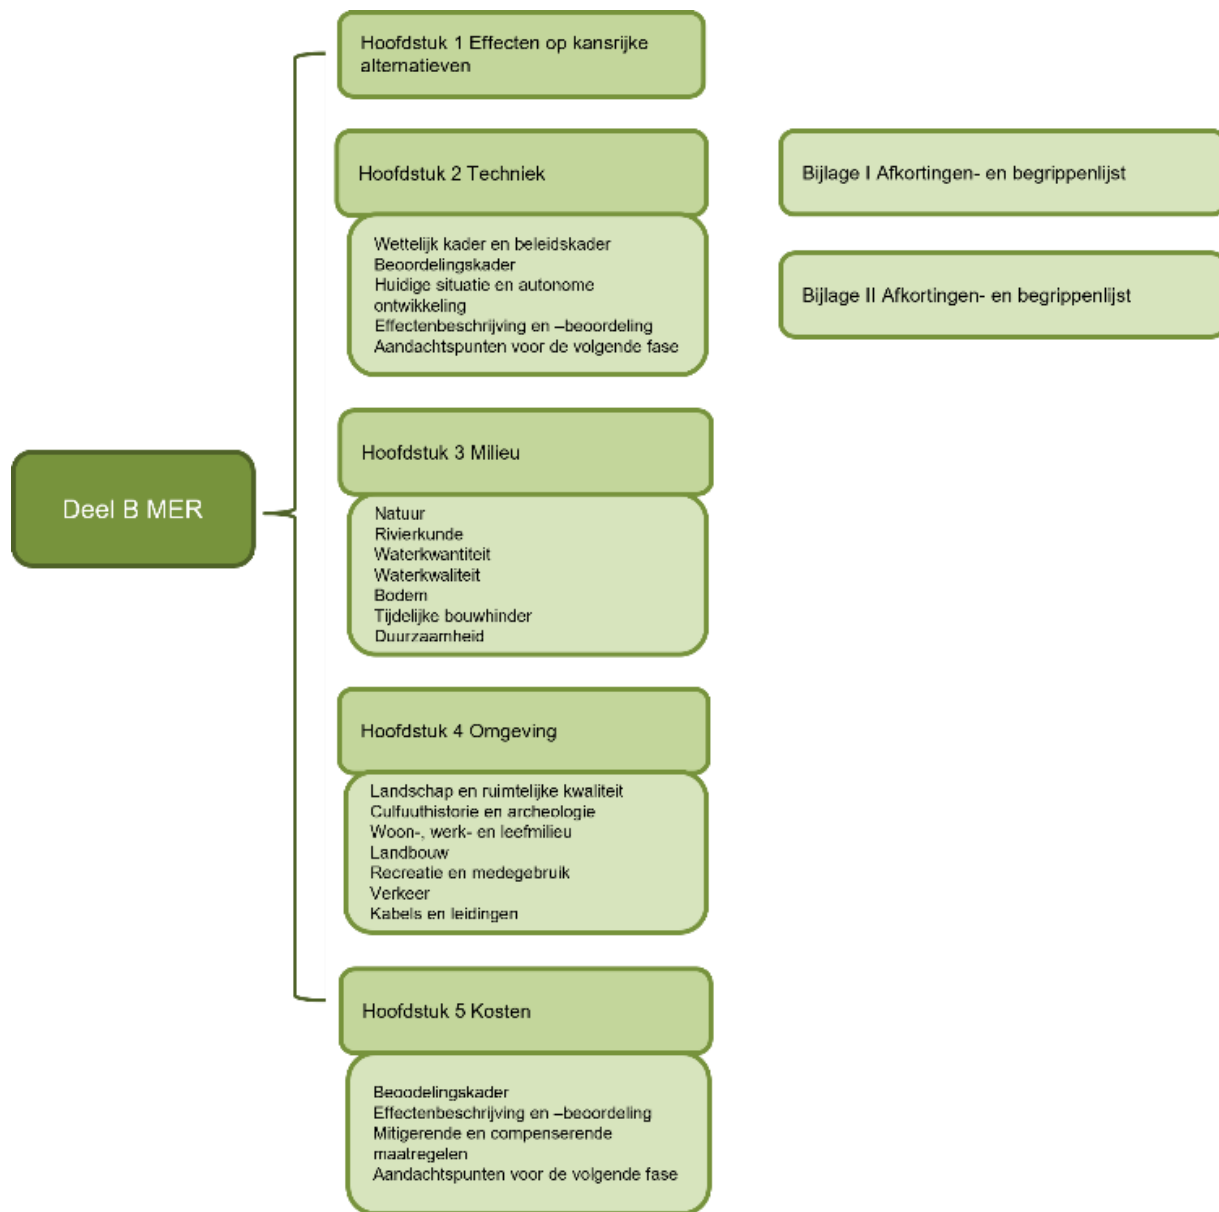 Deel B MER
Hoofdstuk 1 Effecten op kansrijke
alternatieven
Hoofdstuk 2 Techniek
Wettelijk kader en beleidskader
Beoordelingskader
Huidige situatie en autonome
ontwikkeling
Effectenbeschrijving en –beoordeling
Aandachtspunten voor de volgende fase
Hoofdstuk 3 Milieu
Natuur
Rivierkunde
Waterkwantiteit
Waterkwaliteit
Bodem
Tijdelijke bouwhinder
Duurzaamheid
Hoofdstuk 4 Omgeving
Landschap en ruimtelijke kwaliteit
Culfuuthistorie en archeologie
Woon-, werk- en leefmilieu
Landbouw
Recreatie en medegebruik
Verkeer
Kabels en leidingen
Hoofdstuk 5 Kosten
Beoodelingskader
Effectenbeschrijving en –beoordeling
Mitigerende en compenserende
maatregelen
Aandachtspunten voor de volgende fase
Bijlage I Afkortingen- en begrippenlijst
Bijlage II Afkortingen- en begrippenlijst